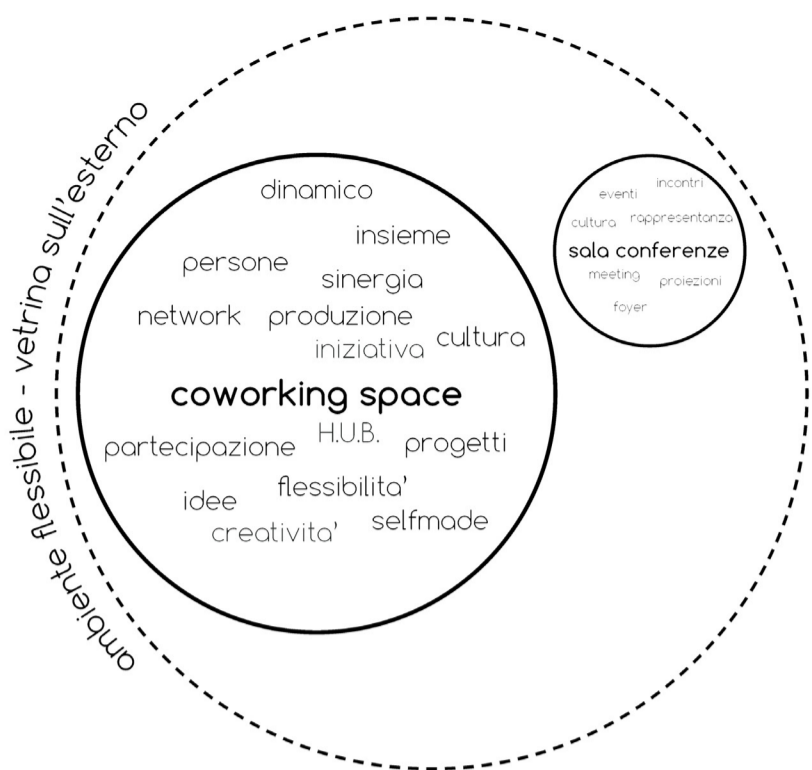 ambiente flessibile - vetrina sull'esterno
dinamico
insieme
persone
sinergia
network produzione
iniziativa cultura
coworking space
H.U.B.
partecipazione progetti
flessibilita'
idee
selfmade
creativita'
incontri
eventi
cultura rappresentanza
sala conferenze
meeting proiezioni
foyer